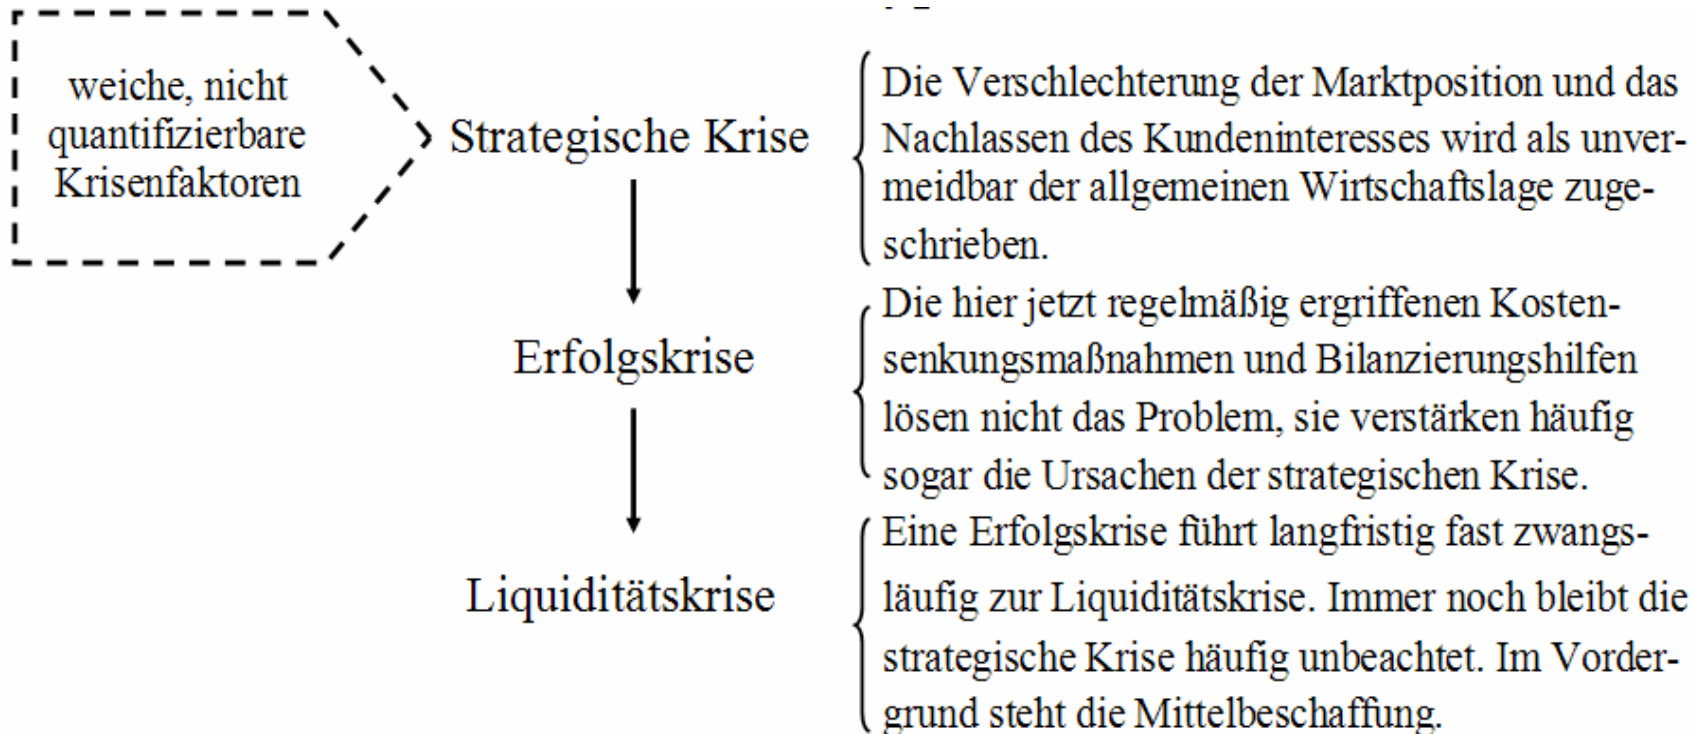 weiche, nicht
quantifizierbare
Krisenfaktoren
Strategische Krise
Die Verschlechterung der Marktposition und das
Nachlassen des Kundeninteresses wird als unver-
meidbar der allgemeinen Wirtschaftslage zuge-
schrieben.
Erfolgskrise
Die hier jetzt regelmäßig ergriffenen Kosten-
senkungsmaßnahmen und Bilanzierungshilfen
lösen nicht das Problem, sie verstärken häufig
sogar die Ursachen der strategischen Krise.
Liquiditätskrise
Eine Erfolgskrise führt langfristig fast zwangs-
läufig zur Liquiditätskrise. Immer noch bleibt die
strategische Krise häufig unbeachtet. Im Vorder-
grund steht die Mittelbeschaffung.